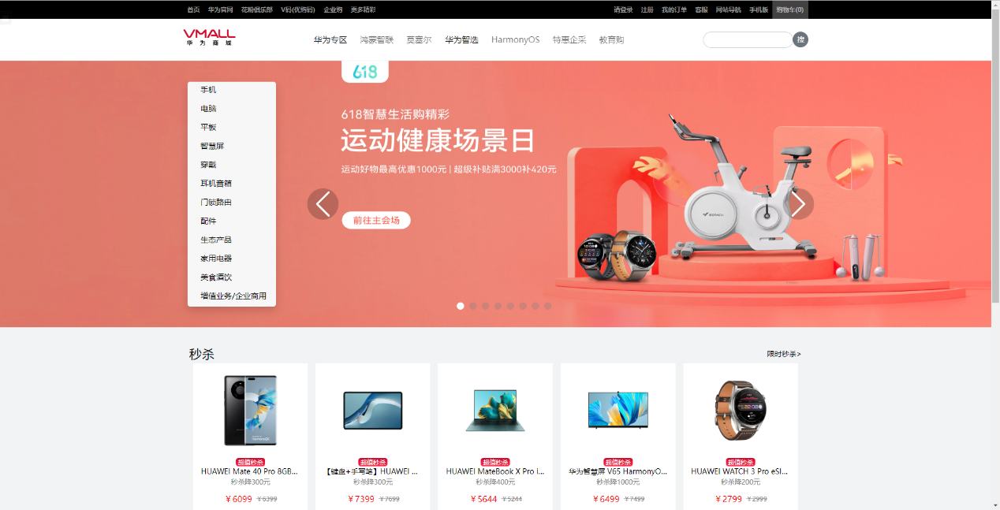 首页 华为官网 花粉俱乐部 V码(优购码) 企业购 更多精彩 请登录 注册 我的订单 客服 网站导航 手机版 购物车(0)
VMALL
华为商城
华为专区 鸿蒙智联 莫塞尔 华为智选 HarmonyOS 特惠企采 教育购 搜
618
手机
电脑
平板
智慧屏
穿戴
耳机音箱
门锁路由
配件
生态产品
家用电器
美食酒饮
增值业务/企业商用
618智慧生活购精彩
运动健康场景日
运动好物最高优惠1000元 | 超级补贴满3000补420元
前往主会场
秒杀 限时秒杀>
超值秒杀 超值秒杀 超值秒杀 超值秒杀 超值秒杀
HUAWEI Mate 40 Pro 8GB... 【键盘+手写笔】HUAWEI ... HUAWEI MateBook X Pro i... 华为智慧屏 V65 HarmonyO... HUAWEI WATCH 3 Pro eSI...
秒杀降300元 秒杀降300元 秒杀降400元 秒杀降1000元 秒杀降200元
¥6099 ¥6399 ¥7399 ¥7699 ¥5644 ¥5244 ¥6499 ¥7499 ¥2799 ¥2999